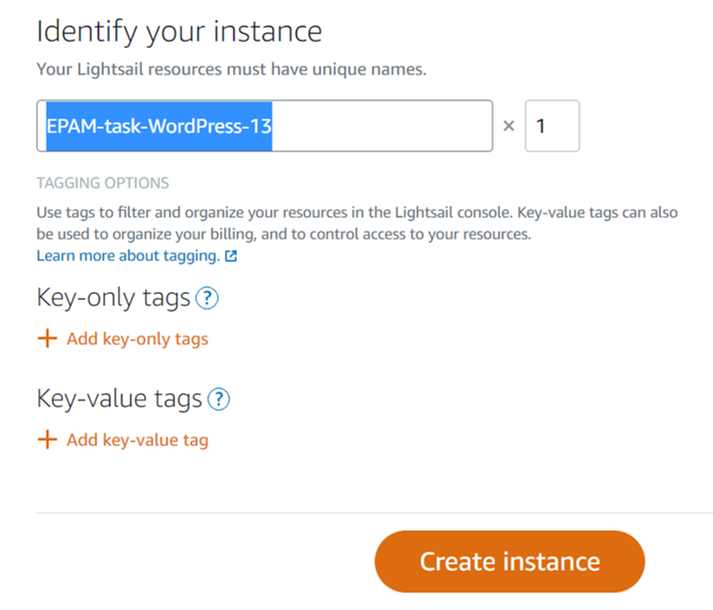 Identify your instance
Your Lightsail resources must have unique names.
EPAM-task-WordPress-13 × 1
TAGGING OPTIONS
Use tags to filter and organize your resources in the Lightsail console. Key-value tags can also
be used to organize your billing, and to control access to your resources.
Learn more about tagging.
Key-only tags ?
+ Add key-only tags
Key-value tags ?
+ Add key-value tag
Create instance